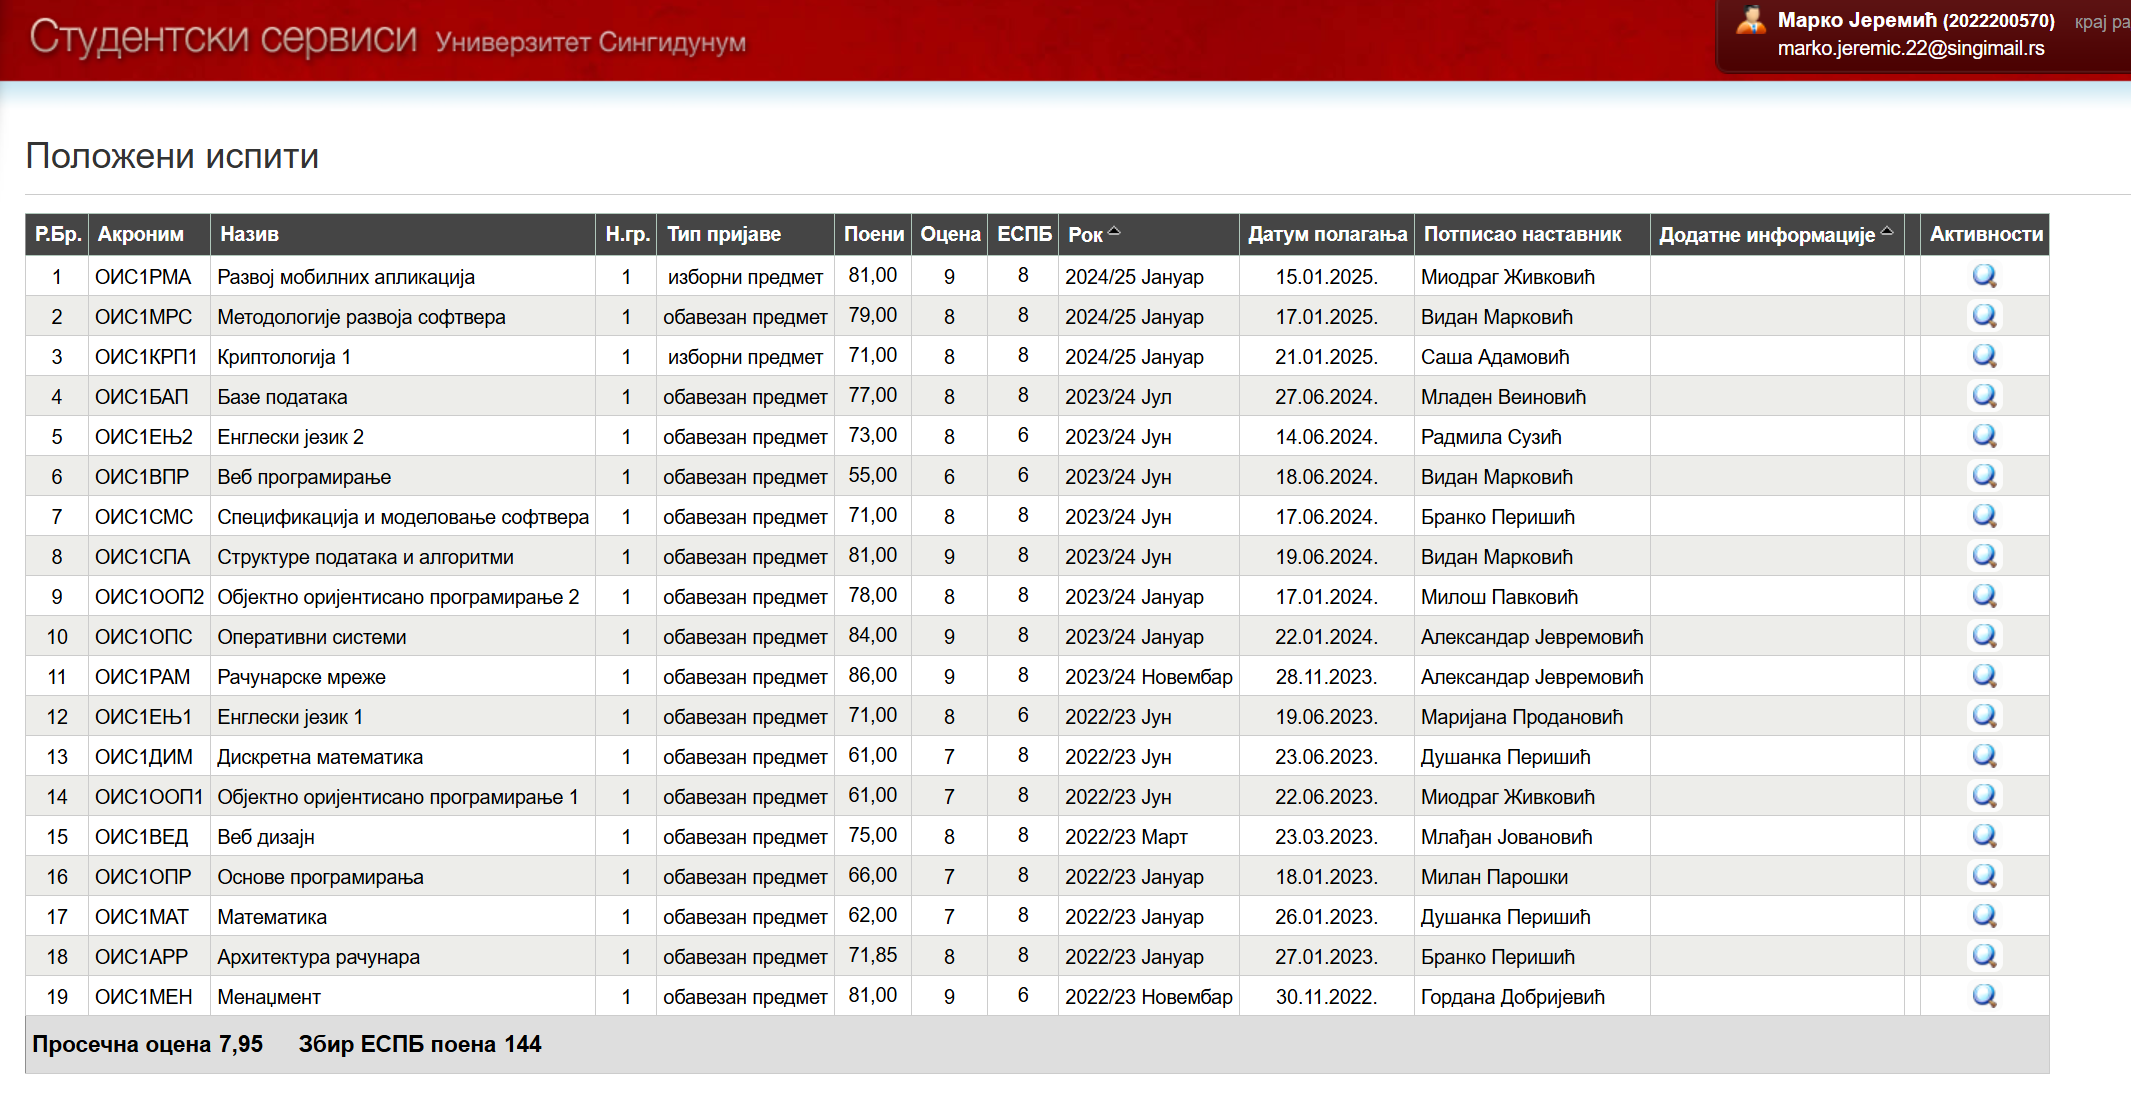 Студентски сервиси Универзитет Сингидунум
Марко Јеремић (2022200570) крај ра
marko.jeremic.22@singimail.rs
Положени испити
Р.Бр. Акроним Назив Н.гр. Тип пријаве Поени Оцена ЕСПБ Рок Датум полагања Потписао наставник Додатне информације Активности
1 ОИС1РМА Развој мобилних апликација 1 изборни предмет 81,00 9 8 2024/25 Јануар 15.01.2025. Миодраг Живковић
2 ОИС1МРС Методологије развоја софтвера 1 обавезан предмет 79,00 8 8 2024/25 Јануар 17.01.2025. Видан Марковић
3 ОИС1КРП1 Криптологија 1 1 изборни предмет 71,00 8 8 2024/25 Јануар 21.01.2025. Саша Адамовић
4 ОИС1БАП Базе података 1 обавезан предмет 77,00 8 8 2023/24 Јул 27.06.2024. Младен Веиновић
5 ОИС1ЕЊ2 Енглески језик 2 1 обавезан предмет 73,00 8 6 2023/24 Јун 14.06.2024. Радмила Сузић
6 ОИС1ВПР Веб програмирање 1 обавезан предмет 55,00 6 6 2023/24 Јун 18.06.2024. Видан Марковић
7 ОИС1СМС Спецификација и моделовање софтвера 1 обавезан предмет 71,00 8 8 2023/24 Јун 17.06.2024. Бранко Перишић
8 ОИС1СПА Структуре података и алгоритми 1 обавезан предмет 81,00 9 8 2023/24 Јун 19.06.2024. Видан Марковић
9 ОИС1ООП2 Објектно оријентисано програмирање 2 1 обавезан предмет 78,00 8 8 2023/24 Јануар 17.01.2024. Милош Павковић
10 ОИС1ОПС Оперативни системи 1 обавезан предмет 84,00 9 8 2023/24 Јануар 22.01.2024. Александар Јевремовић
11 ОИС1РАМ Рачунарске мреже 1 обавезан предмет 86,00 9 8 2023/24 Новембар 28.11.2023. Александар Јевремовић
12 ОИС1ЕЊ1 Енглески језик 1 1 обавезан предмет 71,00 8 6 2022/23 Јун 19.06.2023. Маријана Продановић
13 ОИС1ДИМ Дискретна математика 1 обавезан предмет 61,00 7 8 2022/23 Јун 23.06.2023. Душанка Перишић
14 ОИС1ООП1 Објектно оријентисано програмирање 1 1 обавезан предмет 61,00 7 8 2022/23 Јун 22.06.2023. Миодраг Живковић
15 ОИС1ВЕД Веб дизајн 1 обавезан предмет 75,00 8 8 2022/23 Март 23.03.2023. Млађан Јовановић
16 ОИС1ОПР Основе програмирања 1 обавезан предмет 66,00 7 8 2022/23 Јануар 18.01.2023. Милан Парошки
17 ОИС1МАТ Математика 1 обавезан предмет 62,00 7 8 2022/23 Јануар 26.01.2023. Душанка Перишић
18 ОИС1АРР Архитектура рачунара 1 обавезан предмет 71,85 8 8 2022/23 Јануар 27.01.2023. Бранко Перишић
19 ОИС1МЕН Менаџмент 1 обавезан предмет 81,00 9 6 2022/23 Новембар 30.11.2022. Гордана Добријевић
Просечна оцена 7,95 Збир ЕСПБ поена 144